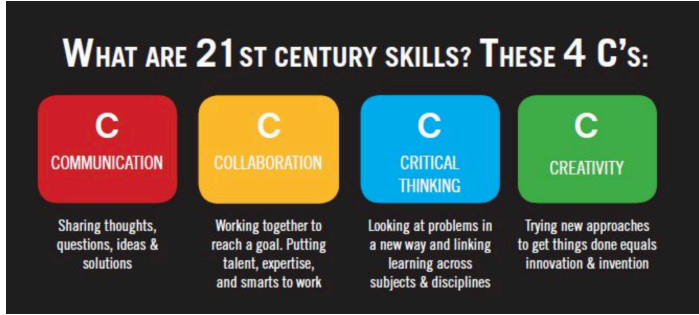 WHAT ARE 21ST CENTURY SKILLS? THESE 4 C'S:
C
COMMUNICATION
Sharing thoughts,
questions, ideas &
solutions
C
COLLABORATION
Working together to
reach a goal. Putting
talent, expertise,
and smarts to work
C
CRITICAL
THINKING
Looking at problems in
a new way and linking
learning across
subjects & disciplines
C
CREATIVITY
Trying new approaches
to get things done equals
innovation & invention